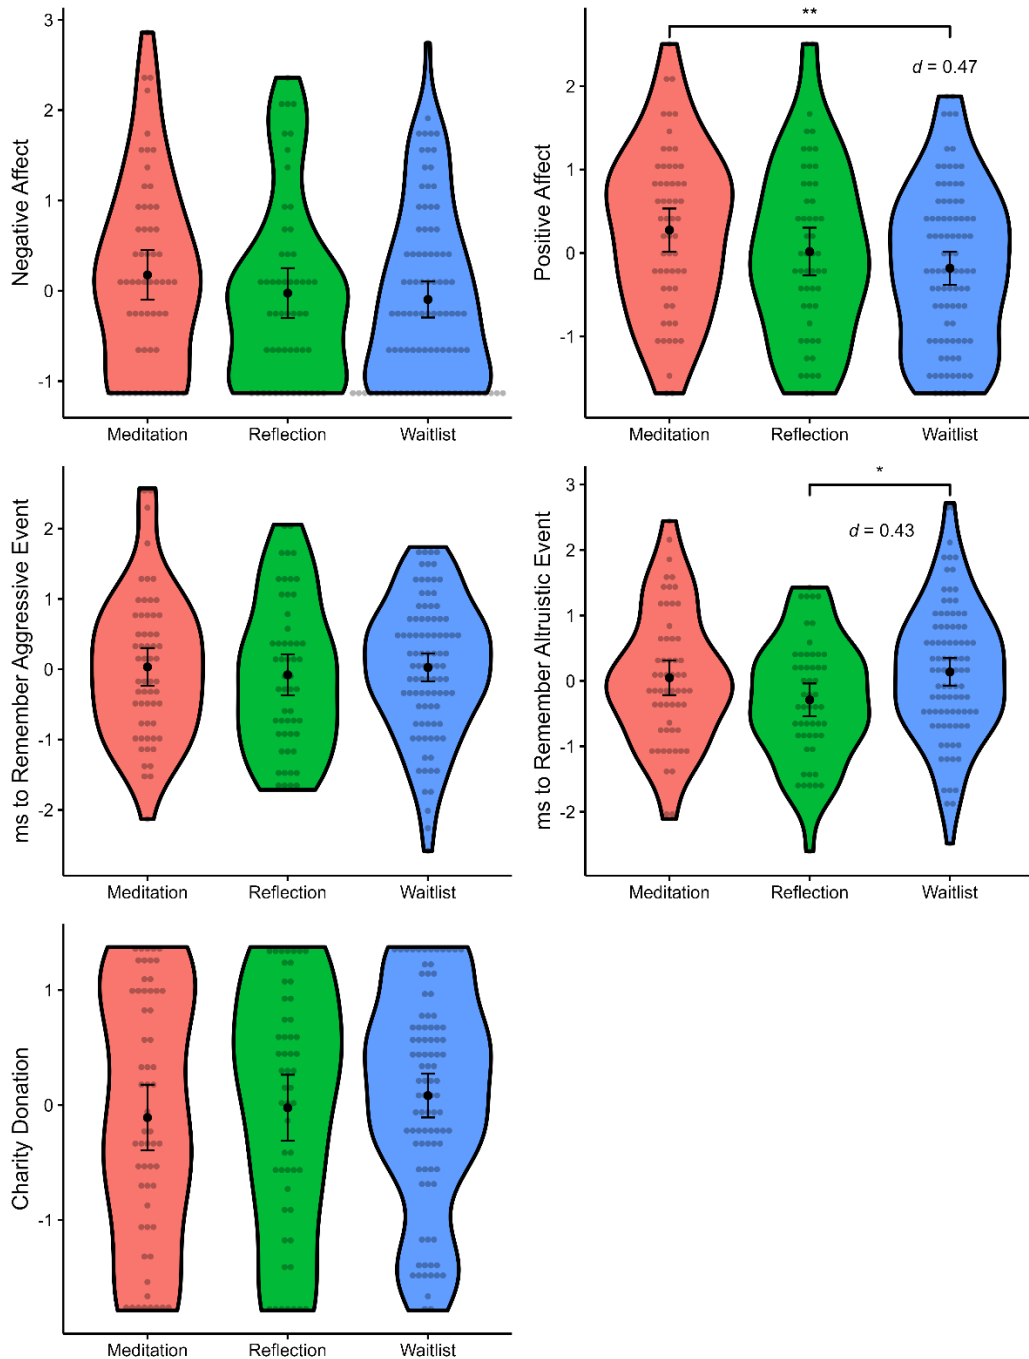 Negative Affect
3
2
1
0
-1
Meditation Reflection Waitlist
Positive Affect
2
1
0
-1
**
d = 0.47
Meditation Reflection Waitlist
ms to Remember Aggressive Event
2
1
0
-1
-2
Meditation Reflection Waitlist
ms to Remember Altruistic Event
3
2
1
0
-1
-2
*
d = 0.43
Meditation Reflection Waitlist
Charity Donation
1
0
-1
Meditation Reflection Waitlist